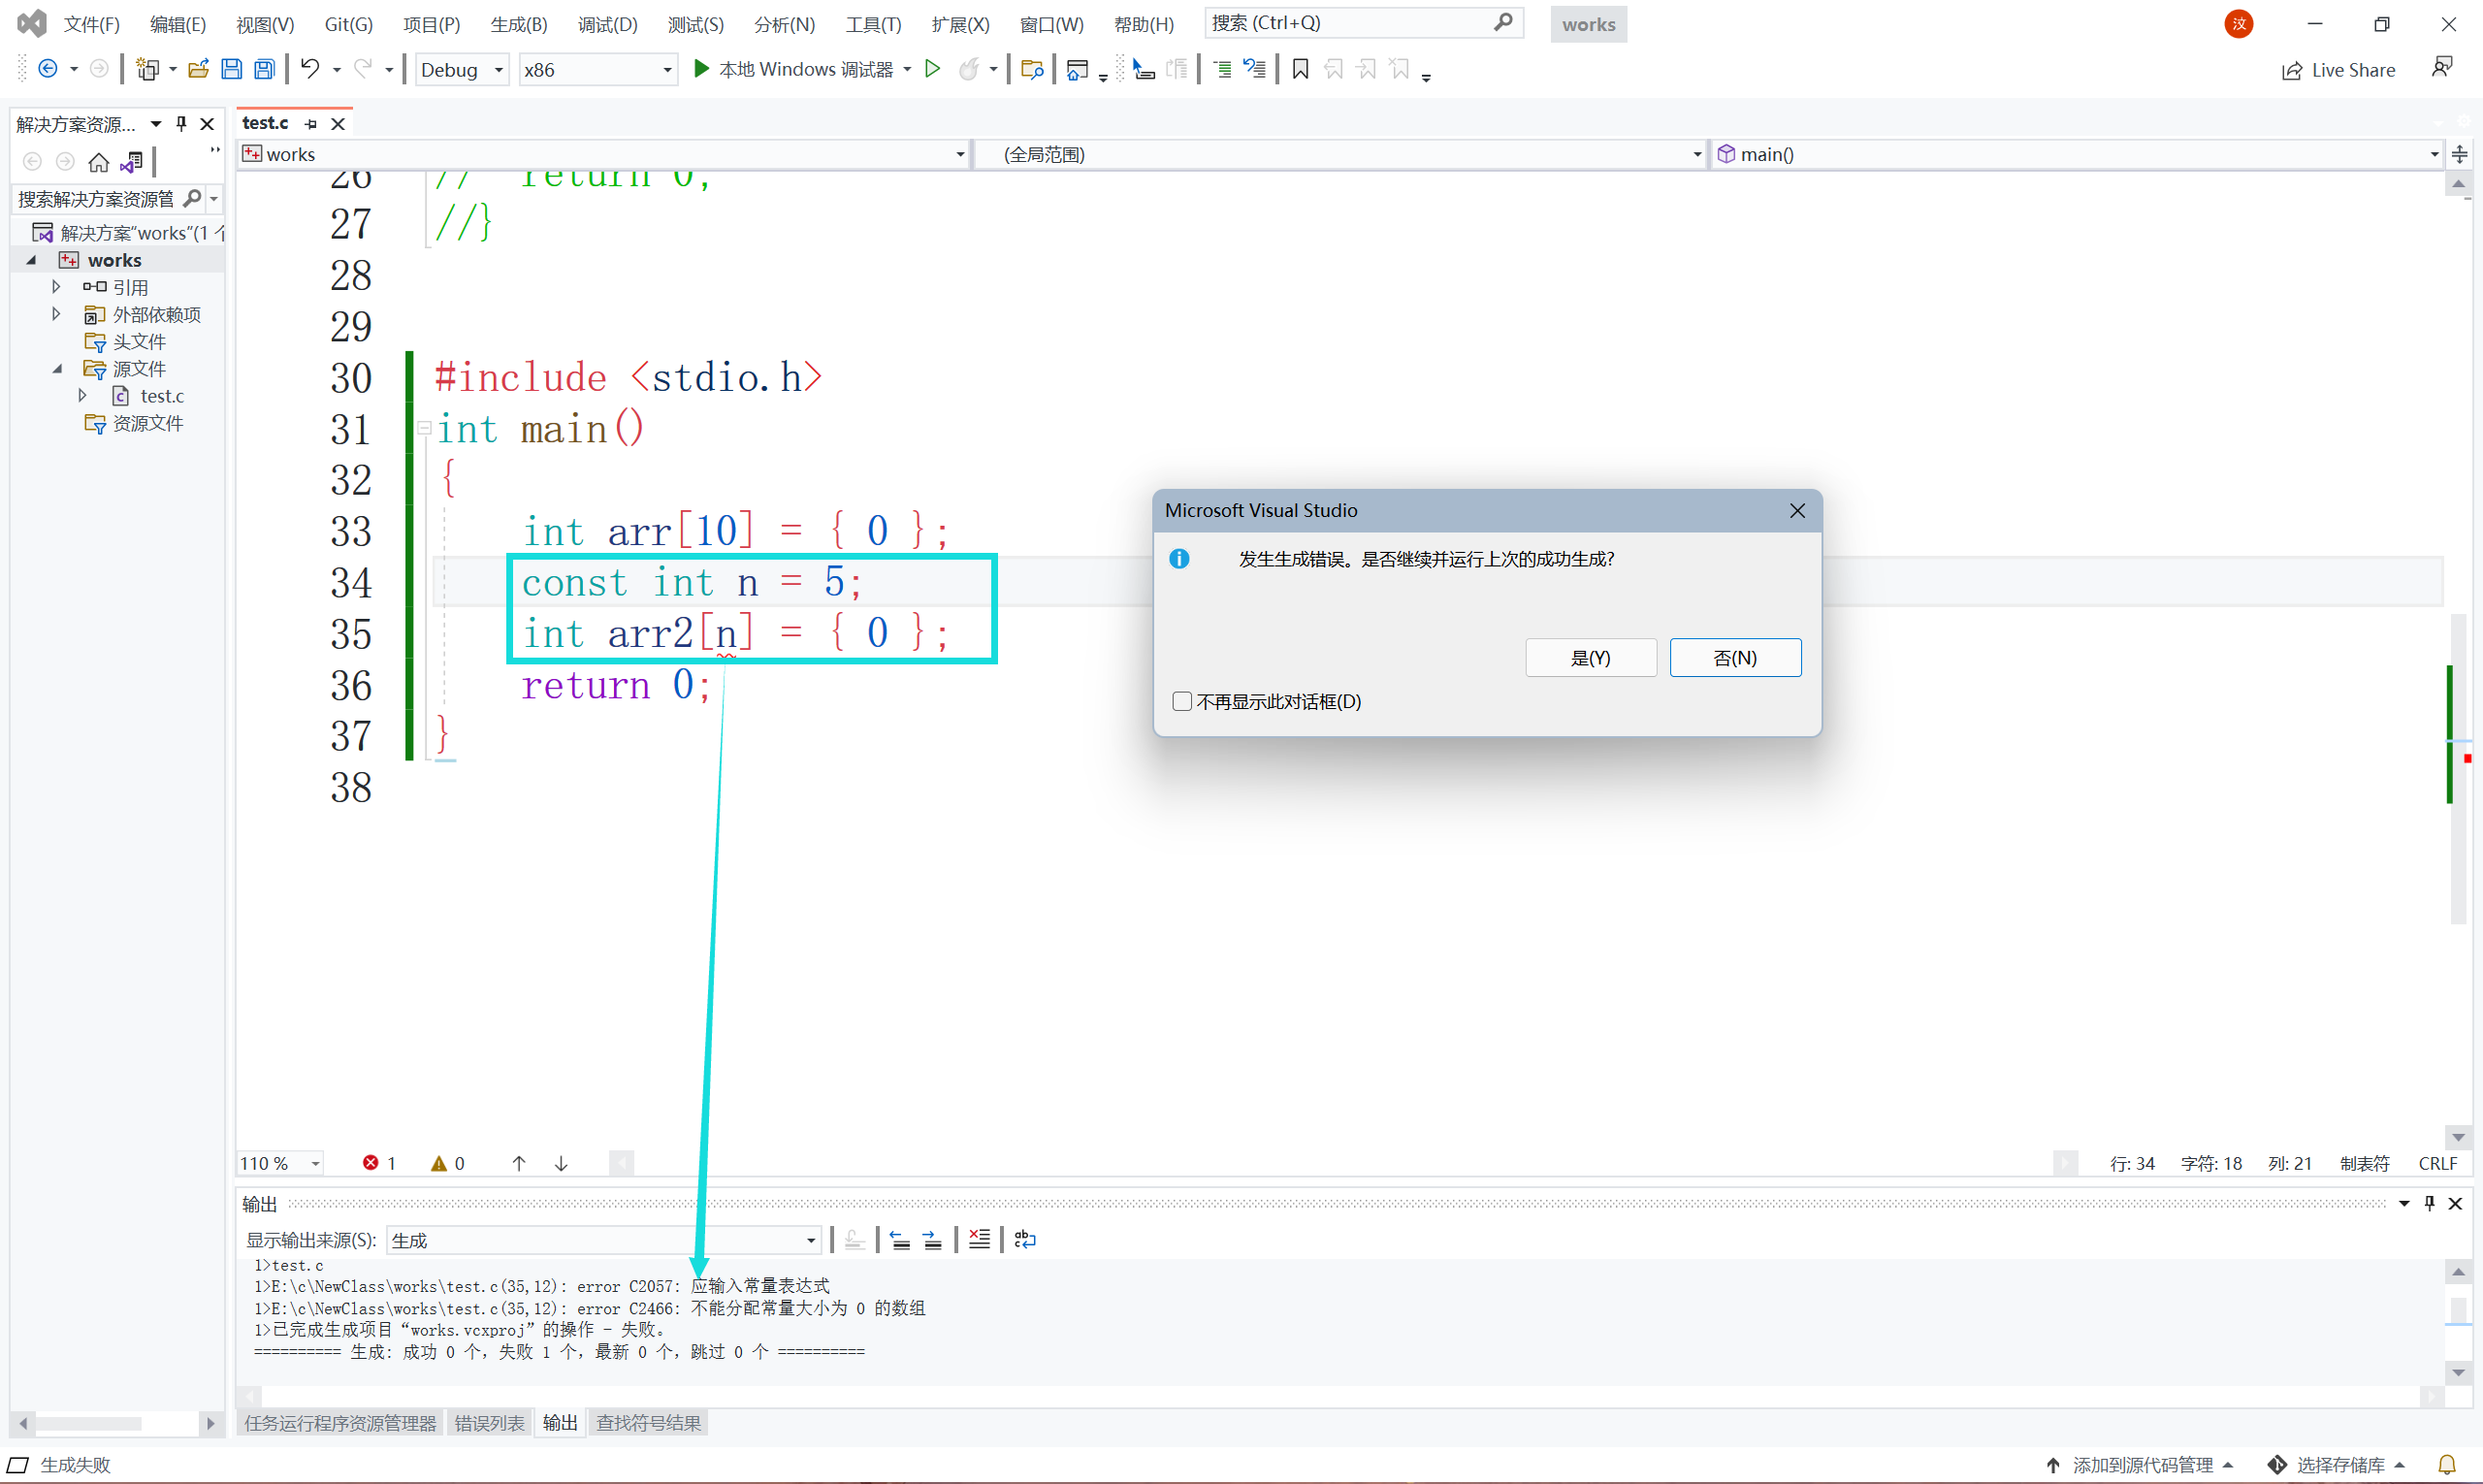 文件(F) 编辑(E) 视图(V) Git(G) 项目(P) 生成(B) 调试(D) 测试(S) 分析(N) 工具(T) 扩展(X) 窗口(W) 帮助(H) 搜索 (Ctrl+Q) works 汶
Debug x86 本地 Windows 调试器 Live Share
解决方案资源...
搜索解决方案资源管
解决方案“works”(1 个
works
引用
外部依赖项
头文件
源文件
test.c
资源文件
test.c
works (全局范围) main()
26 // return 0;
27 //}
28
29
30 #include <stdio.h>
31 int main()
32 {
33 int arr[10] = { 0 };
34 const int n = 5;
35 int arr2[n] = { 0 };
36 return 0;
37 }
38
Microsoft Visual Studio
发生生成错误。是否继续并运行上次的成功生成?
是(Y) 否(N)
不再显示此对话框(D)
110 % 1 0 行: 34 字符: 18 列: 21 制表符 CRLF
输出
显示输出来源(S): 生成
1>test.c
1>E:\c\NewClass\works\test.c(35,12): error C2057: 应输入常量表达式
1>E:\c\NewClass\works\test.c(35,12): error C2466: 不能分配常量大小为 0 的数组
1>已完成生成项目“works.vcxproj”的操作 - 失败。
========== 生成: 成功 0 个，失败 1 个，最新 0 个，跳过 0 个 ==========
任务运行程序资源管理器 错误列表 输出 查找符号结果
生成失败 添加到源代码管理 选择存储库